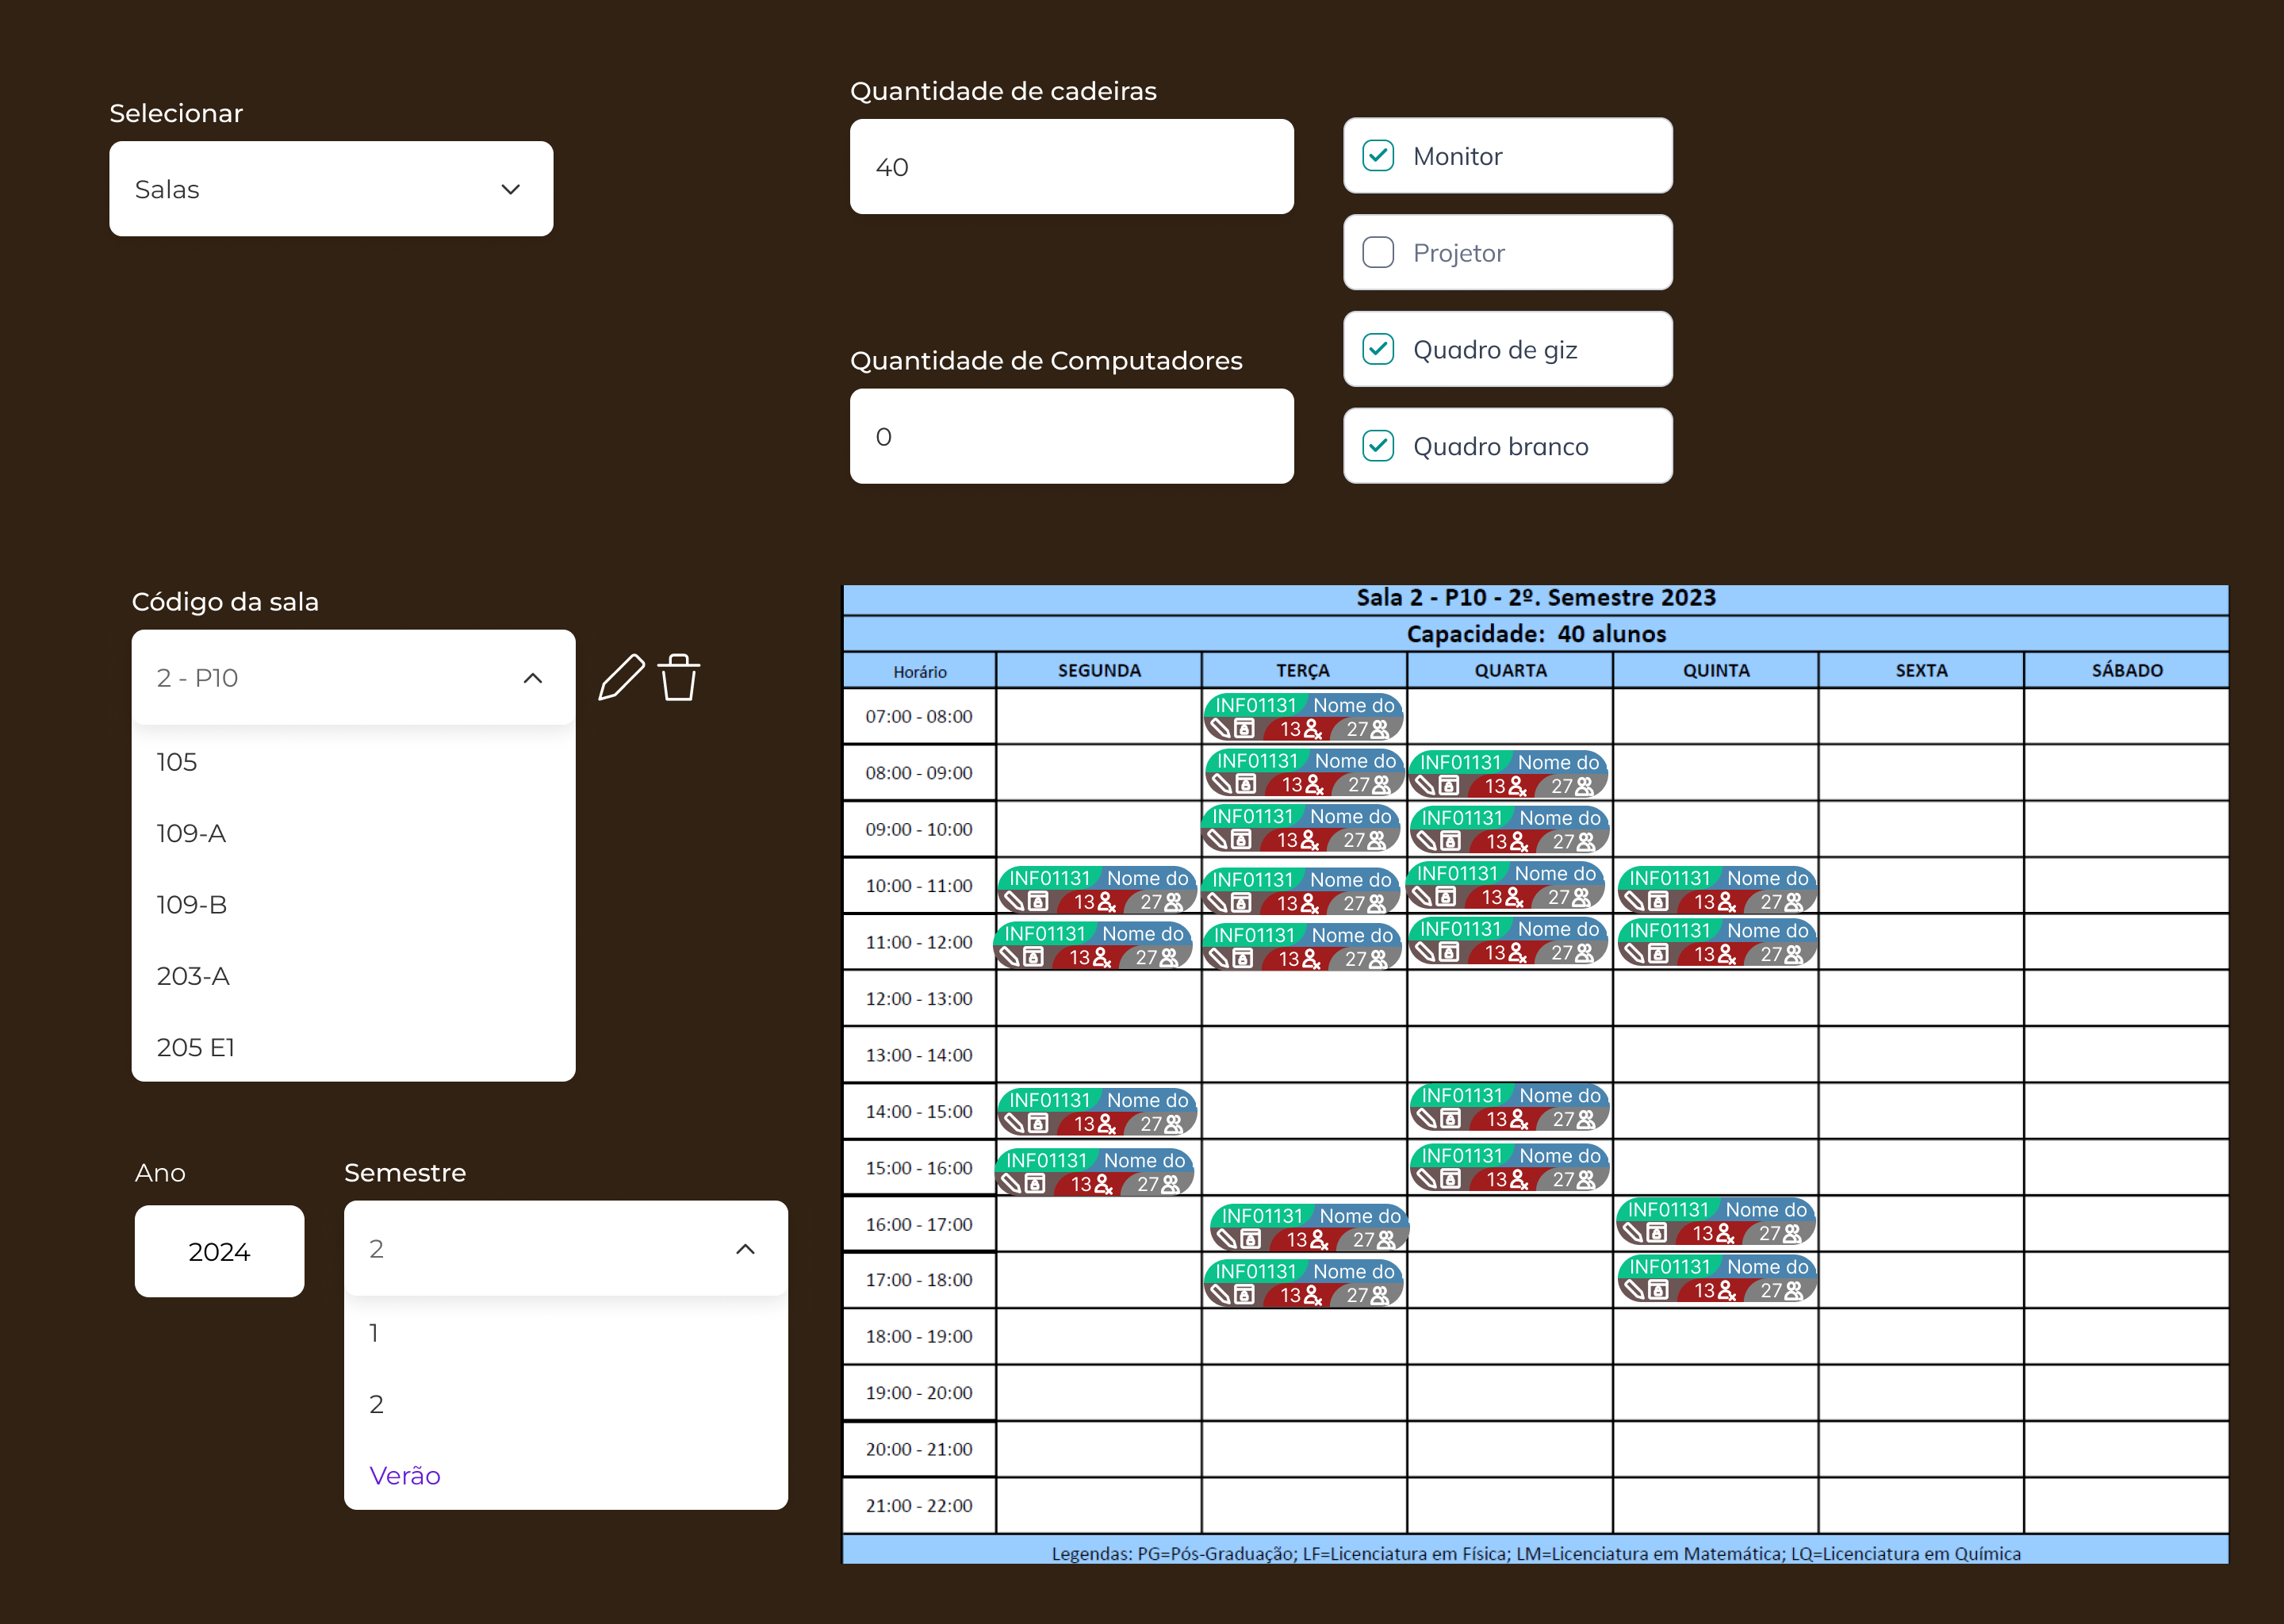 Selecionar
Salas
Quantidade de cadeiras
40
Quantidade de Computadores
0
Monitor
Projetor
Quadro de giz
Quadro branco
Código da sala
2 - P10
105
109-A
109-B
203-A
205 E1
Ano
2024
Semestre
2
1
2
Verão
Sala 2 - P10 - 2º. Semestre 2023
Capacidade: 40 alunos
Horário SEGUNDA TERÇA QUARTA QUINTA SEXTA SÁBADO
07:00 - 08:00
INF01131 Nome do
13 27
08:00 - 09:00
INF01131 Nome do INF01131 Nome do
13 27 13 27
09:00 - 10:00
INF01131 Nome do INF01131 Nome do
13 27 13 27
10:00 - 11:00
INF01131 Nome do INF01131 Nome do INF01131 Nome do INF01131 Nome do
13 27 13 27 13 27 13 27
11:00 - 12:00
INF01131 Nome do INF01131 Nome do INF01131 Nome do INF01131 Nome do
13 27 13 27 13 27 13 27
12:00 - 13:00
13:00 - 14:00
14:00 - 15:00
INF01131 Nome do INF01131 Nome do
13 27 13 27
15:00 - 16:00
INF01131 Nome do INF01131 Nome do
13 27 13 27
16:00 - 17:00
INF01131 Nome do INF01131 Nome do
13 27 13 27
17:00 - 18:00
INF01131 Nome do INF01131 Nome do
13 27 13 27
18:00 - 19:00
19:00 - 20:00
20:00 - 21:00
21:00 - 22:00
Legendas: PG=Pós-Graduação; LF=Licenciatura em Física; LM=Licenciatura em Matemática; LQ=Licenciatura em Química